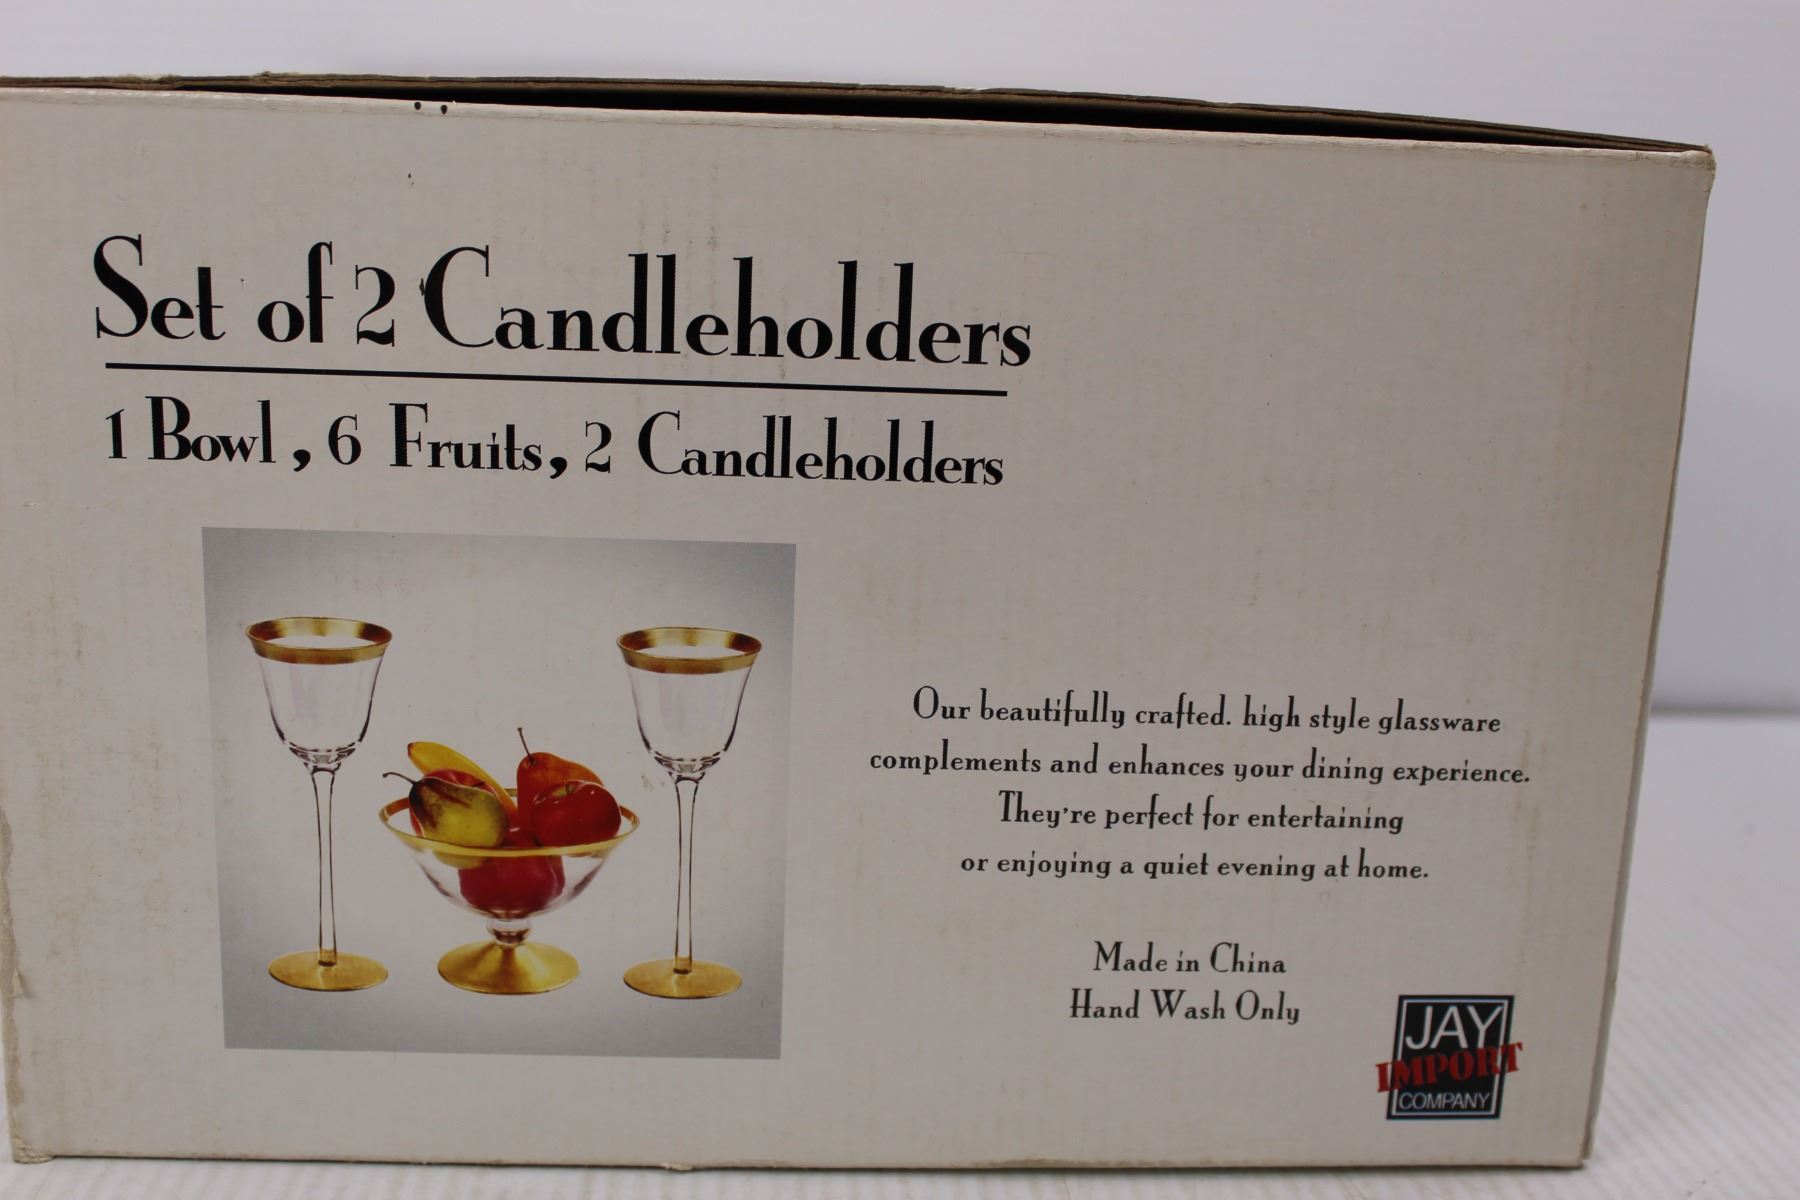 Set of 2 Candleholders
1 Bowl, 6 Fruits, 2 Candleholders
Our beautifully crafted. high style glassware
complements and enhances your dining experience.
They're perfect for entertaining
or enjoying a quiet evening at home.
Made in China
Hand Wash Only
JAY
IMPORT
COMPANY